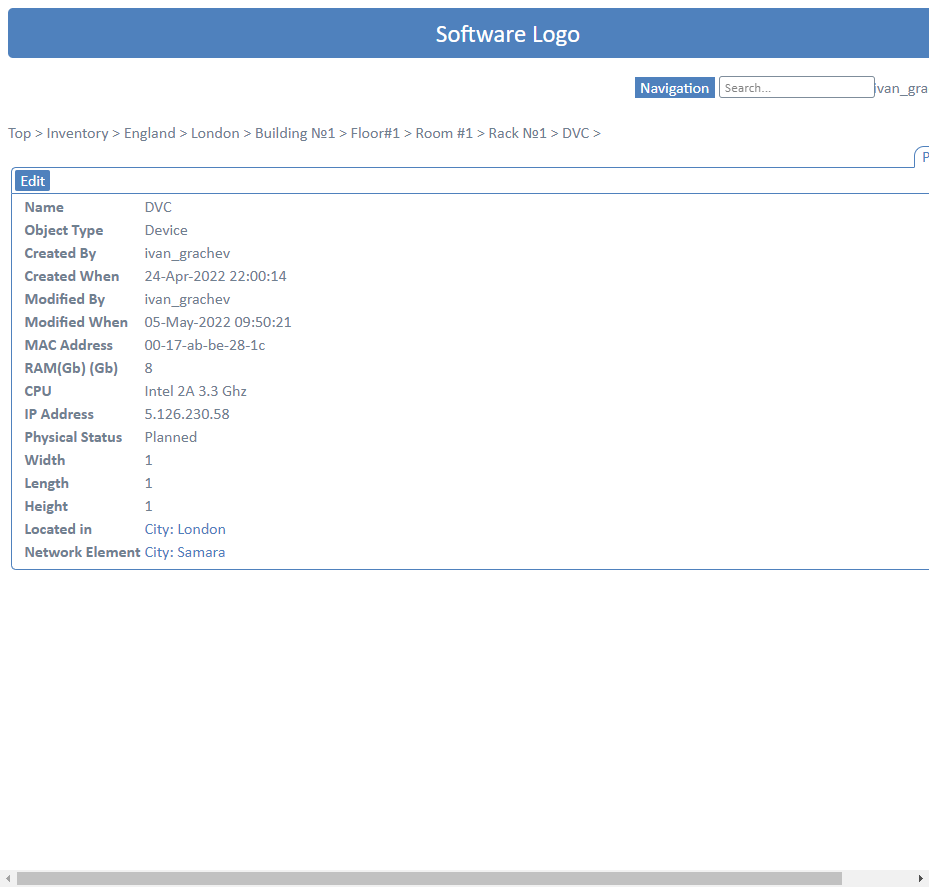 Software Logo
Navigation Search... ivan_gra
Top > Inventory > England > London > Building №1 > Floor#1 > Room #1 > Rack №1 > DVC >
P
Edit
Name DVC
Object Type Device
Created By ivan_grachev
Created When 24-Apr-2022 22:00:14
Modified By ivan_grachev
Modified When 05-May-2022 09:50:21
MAC Address 00-17-ab-be-28-1c
RAM(Gb) (Gb) 8
CPU Intel 2A 3.3 Ghz
IP Address 5.126.230.58
Physical Status Planned
Width 1
Length 1
Height 1
Located in City: London
Network Element City: Samara